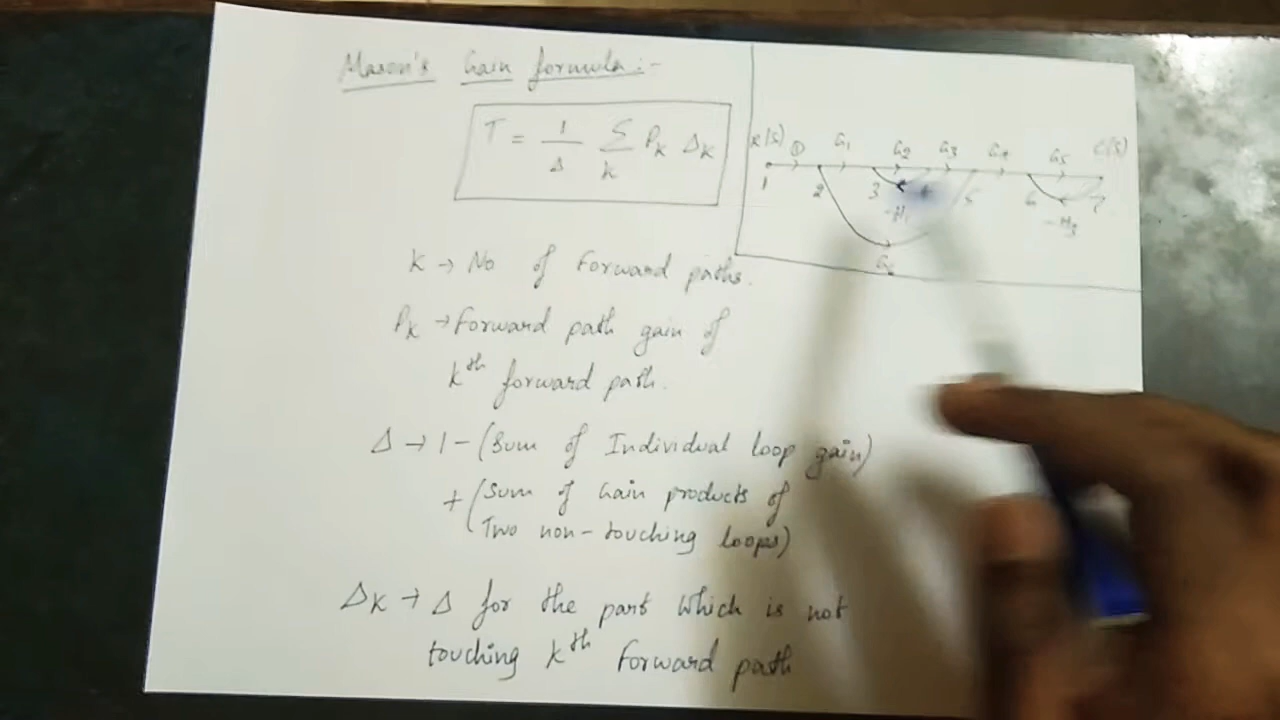 Mason's Gain formula:-
T = 1/Δ Σ_K P_K Δ_K
R(S) ① G1 G2 G3 G4 G5 C(S)
1 2 3 4 5 6 7
-H1
G6
K → No of Forward paths.
P_K → Forward path gain of
K^th forward path.
Δ → 1 - (Sum of Individual loop gain)
+ (Sum of Gain products of
Two non-touching loops)
Δ_K → Δ for the part which is not
touching K^th Forward path